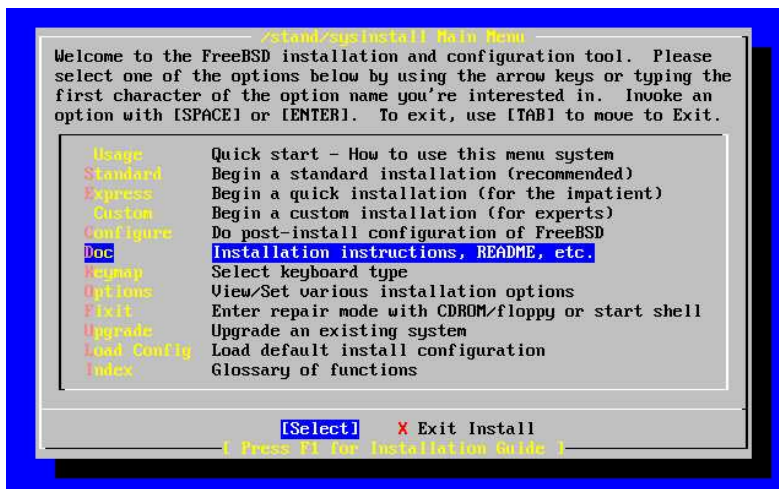 /stand/sysinstall Main Menu
Welcome to the FreeBSD installation and configuration tool.  Please
select one of the options below by using the arrow keys or typing the
first character of the option name you're interested in.  Invoke an
option with [SPACE] or [ENTER].  To exit, use [TAB] to move to Exit.
Usage Quick start - How to use this menu system
Standard Begin a standard installation (recommended)
Express Begin a quick installation (for the impatient)
Custom Begin a custom installation (for experts)
Configure Do post-install configuration of FreeBSD
Doc Installation instructions, README, etc.
Keymap Select keyboard type
Options View/Set various installation options
Fixit Enter repair mode with CDROM/floppy or start shell
Upgrade Upgrade an existing system
Load Config Load default install configuration
Index Glossary of functions
[Select] X Exit Install
[ Press F1 for Installation Guide ]